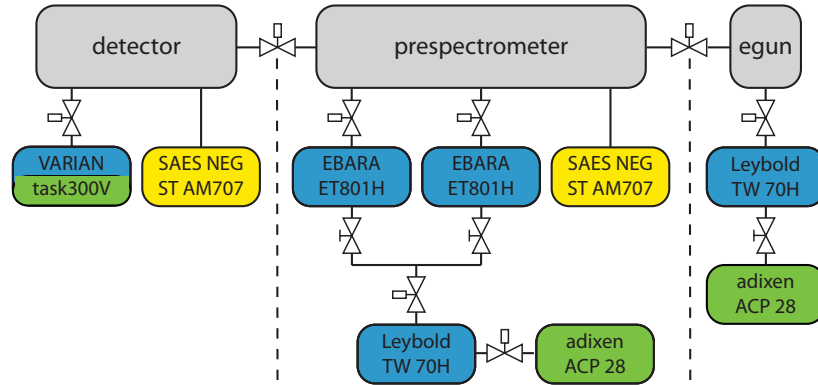 detector
prespectrometer
egun
VARIAN
task300V
SAES NEG
ST AM707
EBARA
ET801H
EBARA
ET801H
SAES NEG
ST AM707
Leybold
TW 70H
adixen
ACP 28
Leybold
TW 70H
adixen
ACP 28